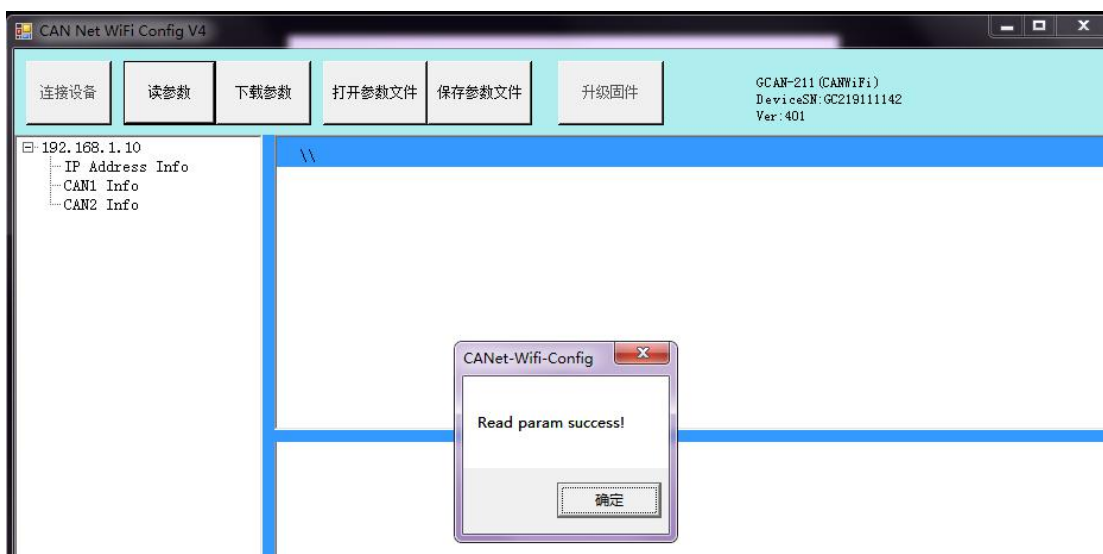 CAN Net WiFi Config V4
连接设备
读参数
下载参数
打开参数文件
保存参数文件
升级固件
GCAN-211(CANWiFi)
DeviceSN:GC219111142
Ver:401
192.168.1.10
IP Address Info
CAN1 Info
CAN2 Info
\\
CANet-Wifi-Config
Read param success!
确定